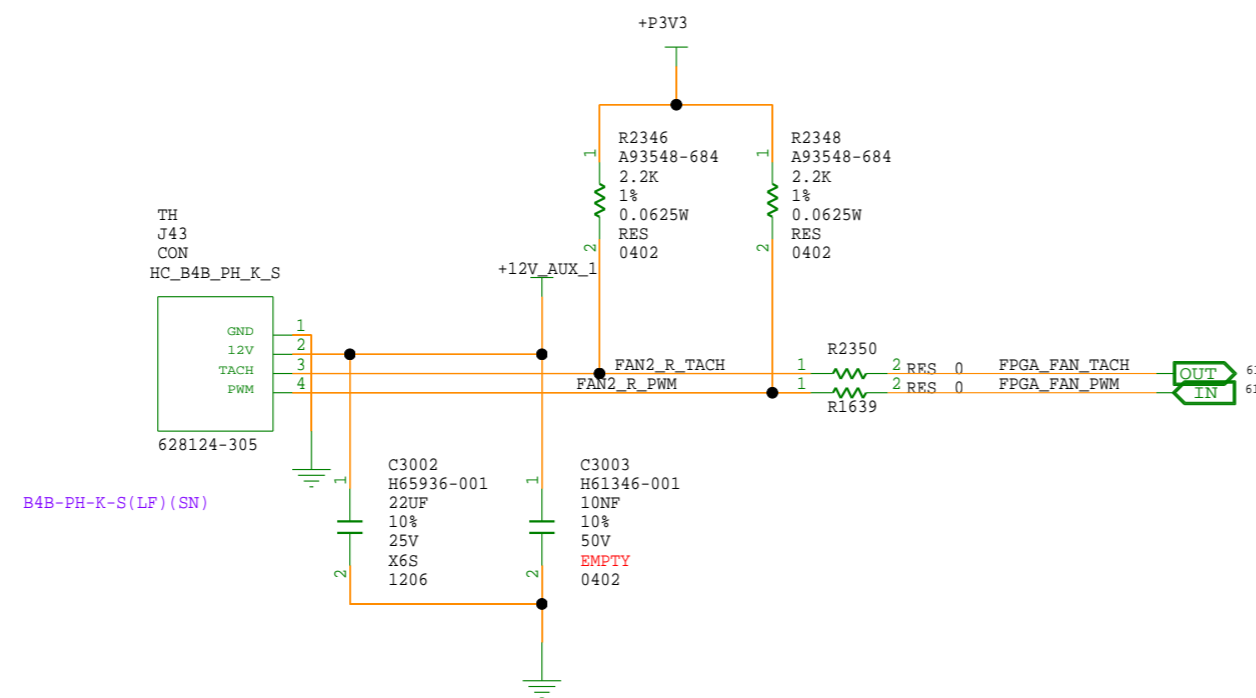 +P3V3
R2346
A93548-684
2.2K
1%
0.0625W
RES
0402
1
2
R2348
A93548-684
2.2K
1%
0.0625W
RES
0402
1
2
TH
J43
CON
HC_B4B_PH_K_S
+12V_AUX_1
GND 1
12V 2
TACH 3
PWM 4
628124-305
FAN2_R_TACH
FAN2_R_PWM
R2350
1 2 RES 0 FPGA_FAN_TACH OUT
1 2 RES 0 FPGA_FAN_PWM IN
R1639
B4B-PH-K-S(LF)(SN)
C3002
H65936-001
22UF
10%
25V
X6S
1206
1
2
C3003
H61346-001
10NF
10%
50V
EMPTY
0402
1
2